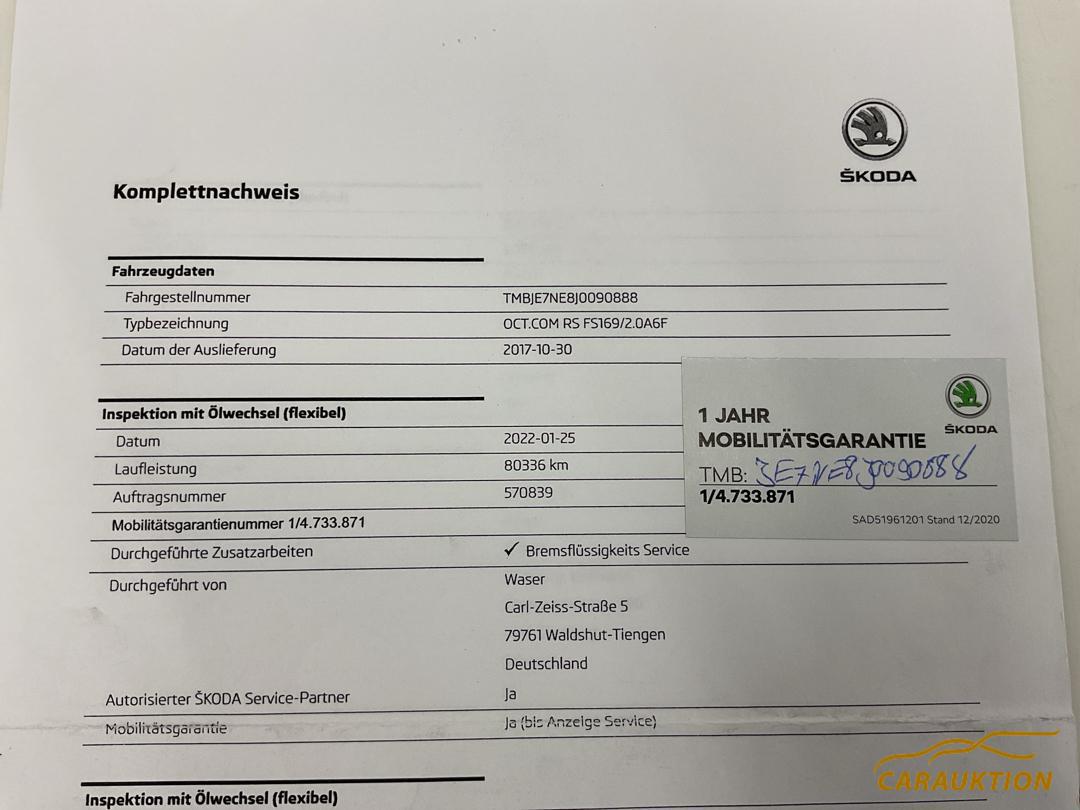 ŠKODA
Komplettnachweis
Fahrzeugdaten
Fahrgestellnummer TMBJE7NE8J0090888
Typbezeichnung OCT.COM RS FS169/2.0A6F
Datum der Auslieferung 2017-10-30
Inspektion mit Ölwechsel (flexibel)
Datum 2022-01-25
Laufleistung 80336 km
Auftragsnummer 570839
Mobilitätsgarantienummer 1/4.733.871
Durchgeführte Zusatzarbeiten ✓ Bremsflüssigkeits Service
Durchgeführt von Waser
Carl-Zeiss-Straße 5
79761 Waldshut-Tiengen
Deutschland
Autorisierter ŠKODA Service-Partner Ja
Mobilitätsgarantie Ja (bis Anzeige Service)
Inspektion mit Ölwechsel (flexibel)
ŠKODA
1 JAHR
MOBILITÄTSGARANTIE
TMB: JE7NE8J0090888
1/4.733.871
SAD51961201 Stand 12/2020
CARAUKTION